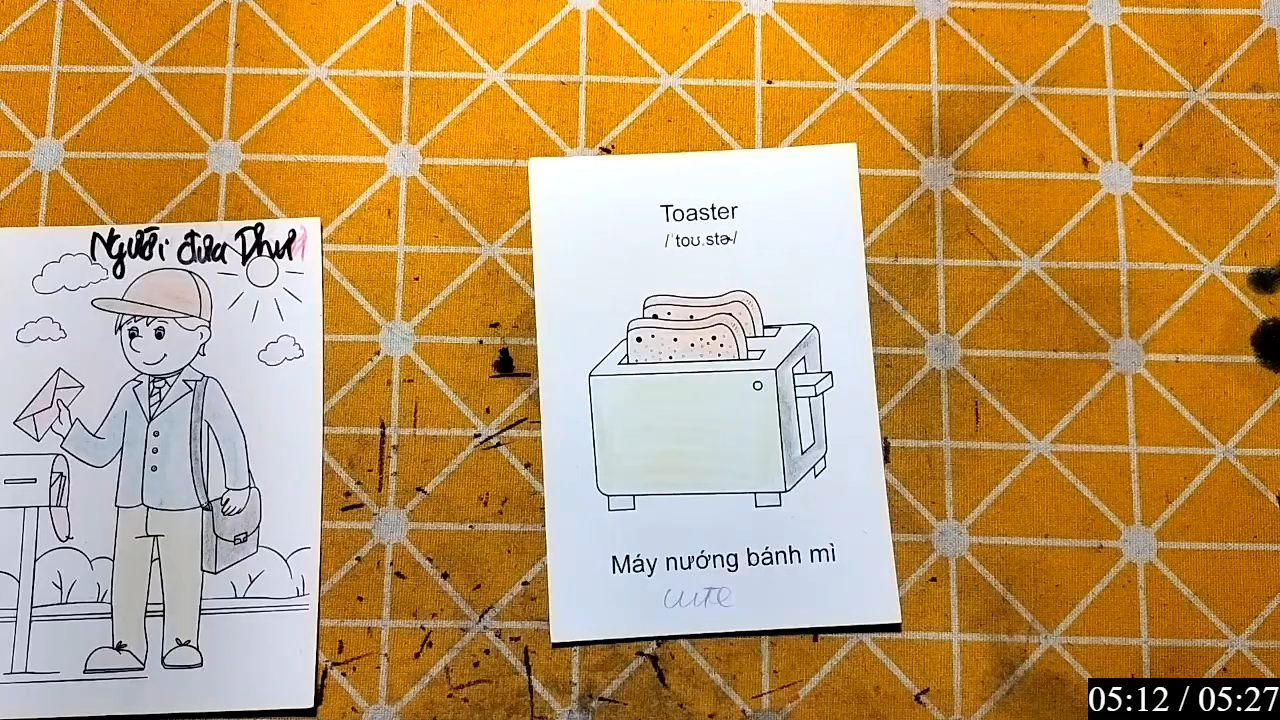 Người đưa Thư
Toaster
/ˈtoʊ.stɚ/
Máy nướng bánh mì
cute
05:12 / 05:27